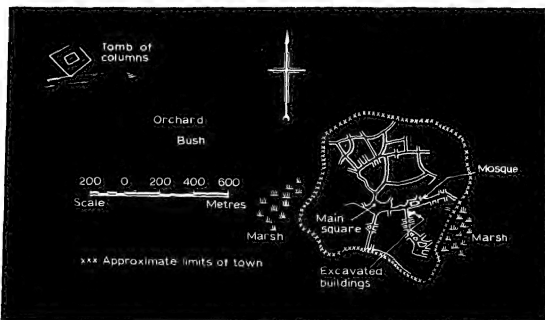 Tomb of
columns
Orchard
Bush
Mosque
200 0 200 400 600
Scale Metres
Main
square
Marsh
Marsh
xxx Approximate limits of town
Excavated
buildings